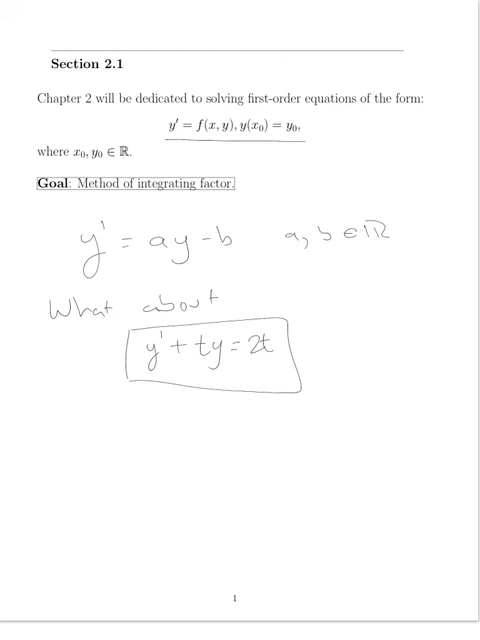 Section 2.1
Chapter 2 will be dedicated to solving first-order equations of the form:
y′ = f(x, y), y(x₀) = y₀,
where x₀, y₀ ∈ ℝ.
Goal: Method of integrating factor.
y' = ay - b a, b ∈ ℝ
What about
y' + ty = 2t
1